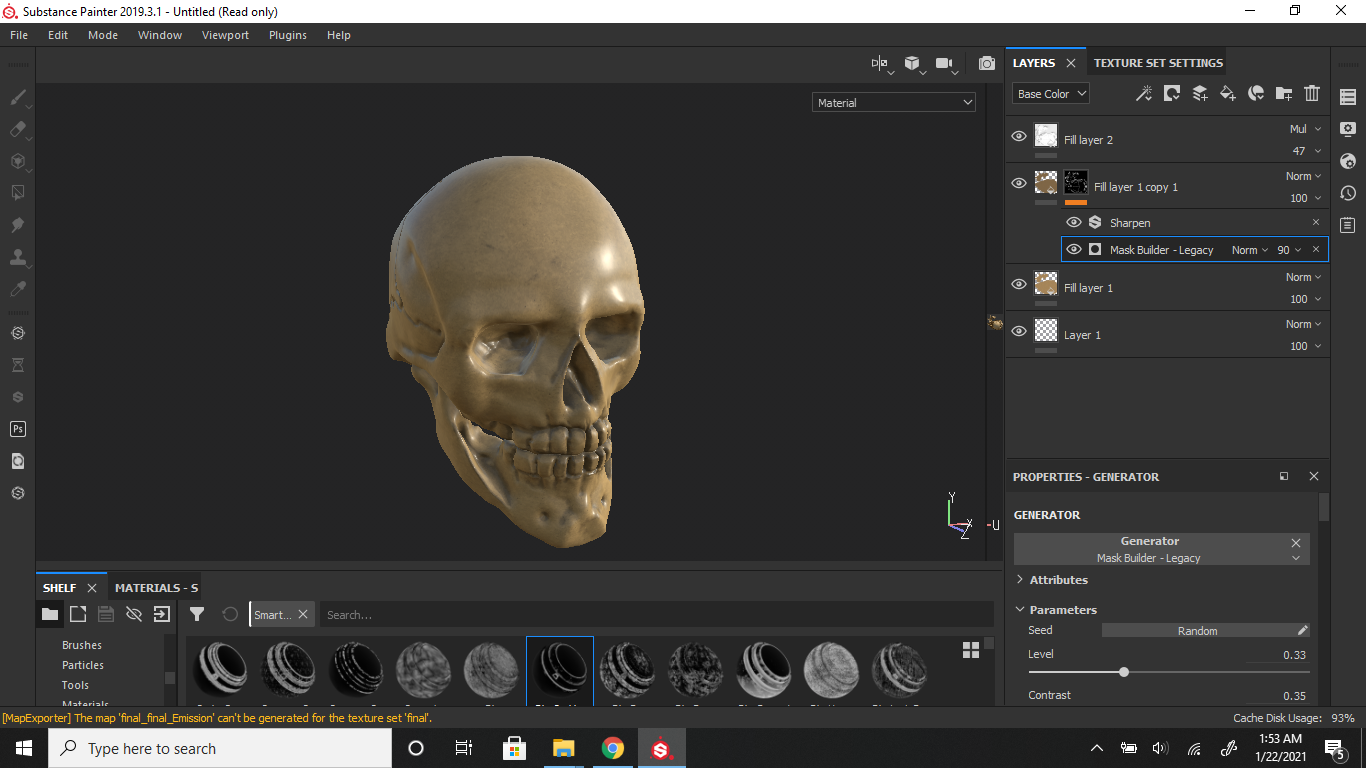 Substance Painter 2019.3.1 - Untitled (Read only)
File Edit Mode Window Viewport Plugins Help
LAYERS TEXTURE SET SETTINGS
Base Color
Material
Mul
Fill layer 2
47
Norm
Fill layer 1 copy 1
100
Sharpen
Mask Builder - Legacy Norm 90
Norm
Fill layer 1
100
Norm
Layer 1
100
Y
X
Z
U
PROPERTIES - GENERATOR
GENERATOR
Generator
Mask Builder - Legacy
Attributes
Parameters
Seed Random
Level 0.33
Contrast 0.35
SHELF MATERIALS - S
Smart... Search...
Brushes
Particles
Tools
Materials
Ps
[MapExporter] The map 'final_final_Emission' can't be generated for the texture set 'final'.
Cache Disk Usage: 93%
Type here to search
1:53 AM
1/22/2021
5